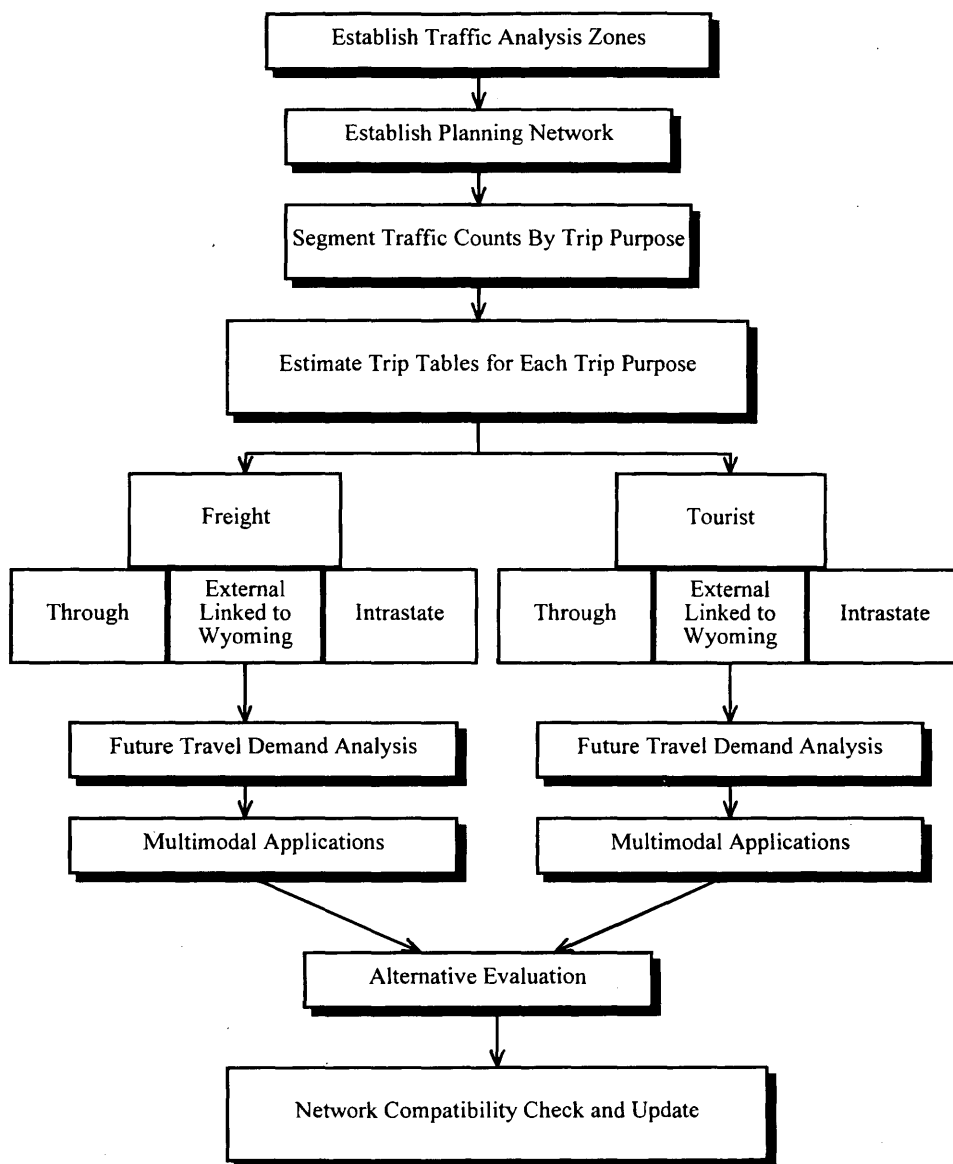 Establish Traffic Analysis Zones
Establish Planning Network
Segment Traffic Counts By Trip Purpose
Estimate Trip Tables for Each Trip Purpose
Freight
Through
External
Linked to
Wyoming
Intrastate
Tourist
Through
External
Linked to
Wyoming
Intrastate
Future Travel Demand Analysis
Future Travel Demand Analysis
Multimodal Applications
Multimodal Applications
Alternative Evaluation
Network Compatibility Check and Update